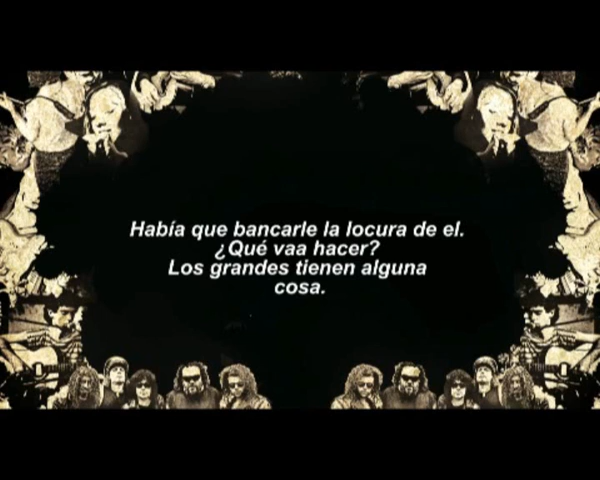 Había que bancarle la locura de el.
¿Qué vaa hacer?
Los grandes tienen alguna
cosa.